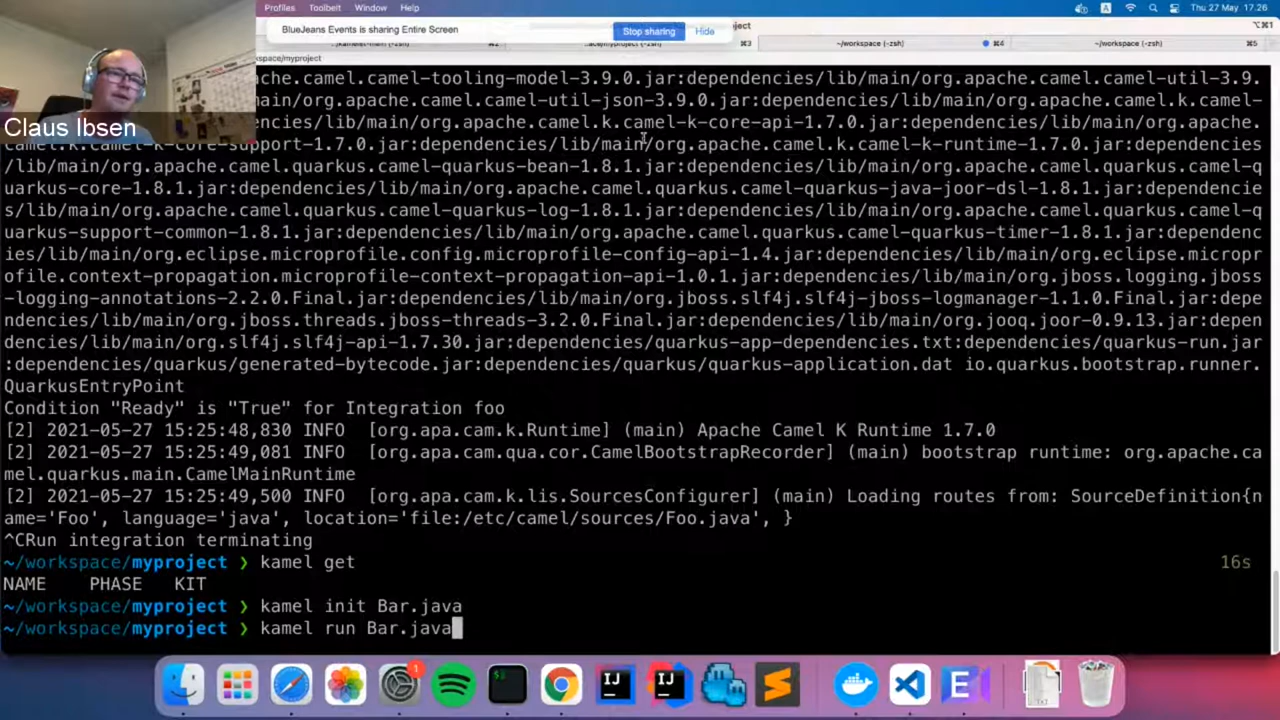 Profiles Toolbelt Window Help Thu 27 May 17.26
BlueJeans Events is sharing Entire Screen Stop sharing Hide
oject ⌥⌘1
⌘2 ...ace/myproject (-zsh) ⌘3 ~/workspace (-zsh) ⌘4 ~/workspace (-zsh) ⌘5
kspace/myproject
che.camel.camel-tooling-model-3.9.0.jar:dependencies/lib/main/org.apache.camel.camel-util-3.9.
org.apache.camel.camel-util-json-3.9.0.jar:dependencies/lib/main/org.apache.camel.k.camel-k-
Claus Ibsen
encies/lib/main/org.apache.camel.k.camel-k-core-api-1.7.0.jar:dependencies/lib/main/org.apache.
camel.k.camel-k-core-support-1.7.0.jar:dependencies/lib/main/org.apache.camel.k.camel-k-runtime-1.7.0.jar:dependencies
/lib/main/org.apache.camel.quarkus.camel-quarkus-bean-1.8.1.jar:dependencies/lib/main/org.apache.camel.quarkus.camel-q
uarkus-core-1.8.1.jar:dependencies/lib/main/org.apache.camel.quarkus.camel-quarkus-java-joor-dsl-1.8.1.jar:dependencie
s/lib/main/org.apache.camel.quarkus.camel-quarkus-log-1.8.1.jar:dependencies/lib/main/org.apache.camel.quarkus.camel-q
uarkus-support-common-1.8.1.jar:dependencies/lib/main/org.apache.camel.quarkus.camel-quarkus-timer-1.8.1.jar:dependenc
ies/lib/main/org.eclipse.microprofile.config.microprofile-config-api-1.4.jar:dependencies/lib/main/org.eclipse.micropr
ofile.context-propagation.microprofile-context-propagation-api-1.0.1.jar:dependencies/lib/main/org.jboss.logging.jboss
-logging-annotations-2.2.0.Final.jar:dependencies/lib/main/org.jboss.slf4j.slf4j-jboss-logmanager-1.1.0.Final.jar:depe
ndencies/lib/main/org.jboss.threads.jboss-threads-3.2.0.Final.jar:dependencies/lib/main/org.jooq.joor-0.9.13.jar:depen
dencies/lib/main/org.slf4j.slf4j-api-1.7.30.jar:dependencies/quarkus-app-dependencies.txt:dependencies/quarkus-run.jar
:dependencies/quarkus/generated-bytecode.jar:dependencies/quarkus/quarkus-application.dat io.quarkus.bootstrap.runner.
QuarkusEntryPoint
Condition "Ready" is "True" for Integration foo
[2] 2021-05-27 15:25:48,830 INFO  [org.apa.cam.k.Runtime] (main) Apache Camel K Runtime 1.7.0
[2] 2021-05-27 15:25:49,081 INFO  [org.apa.cam.qua.cor.CamelBootstrapRecorder] (main) bootstrap runtime: org.apache.ca
mel.quarkus.main.CamelMainRuntime
[2] 2021-05-27 15:25:49,500 INFO  [org.apa.cam.k.lis.SourcesConfigurer] (main) Loading routes from: SourceDefinition{n
ame='Foo', language='java', location='file:/etc/camel/sources/Foo.java', }
^CRun integration terminating
~/workspace/myproject ❯ kamel get 16s
NAME    PHASE   KIT
~/workspace/myproject ❯ kamel init Bar.java
~/workspace/myproject ❯ kamel run Bar.java